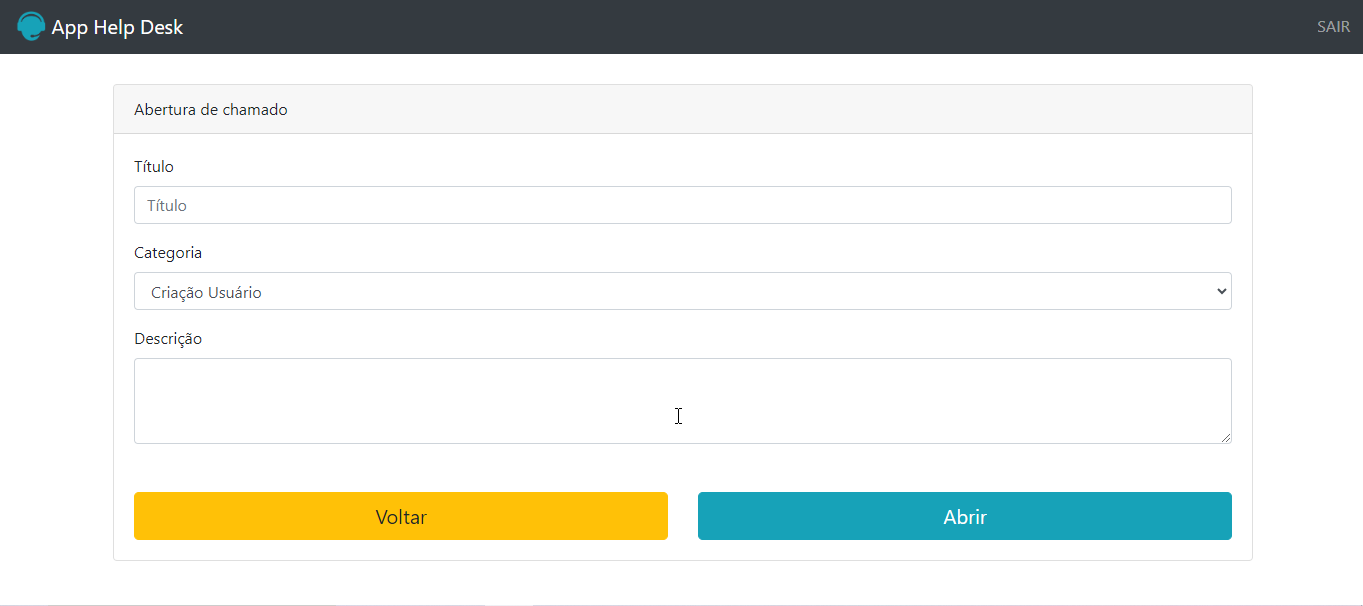 App Help Desk
SAIR
Abertura de chamado
Título
Título
Categoria
Criação Usuário
Descrição
Voltar
Abrir